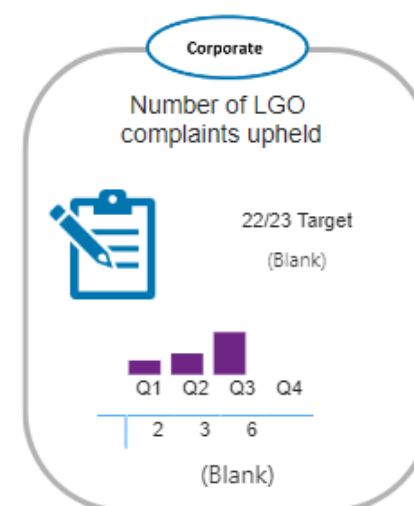 Corporate
Number of LGO
complaints upheld
22/23 Target
(Blank)
Q1 Q2 Q3 Q4
2 3 6
(Blank)